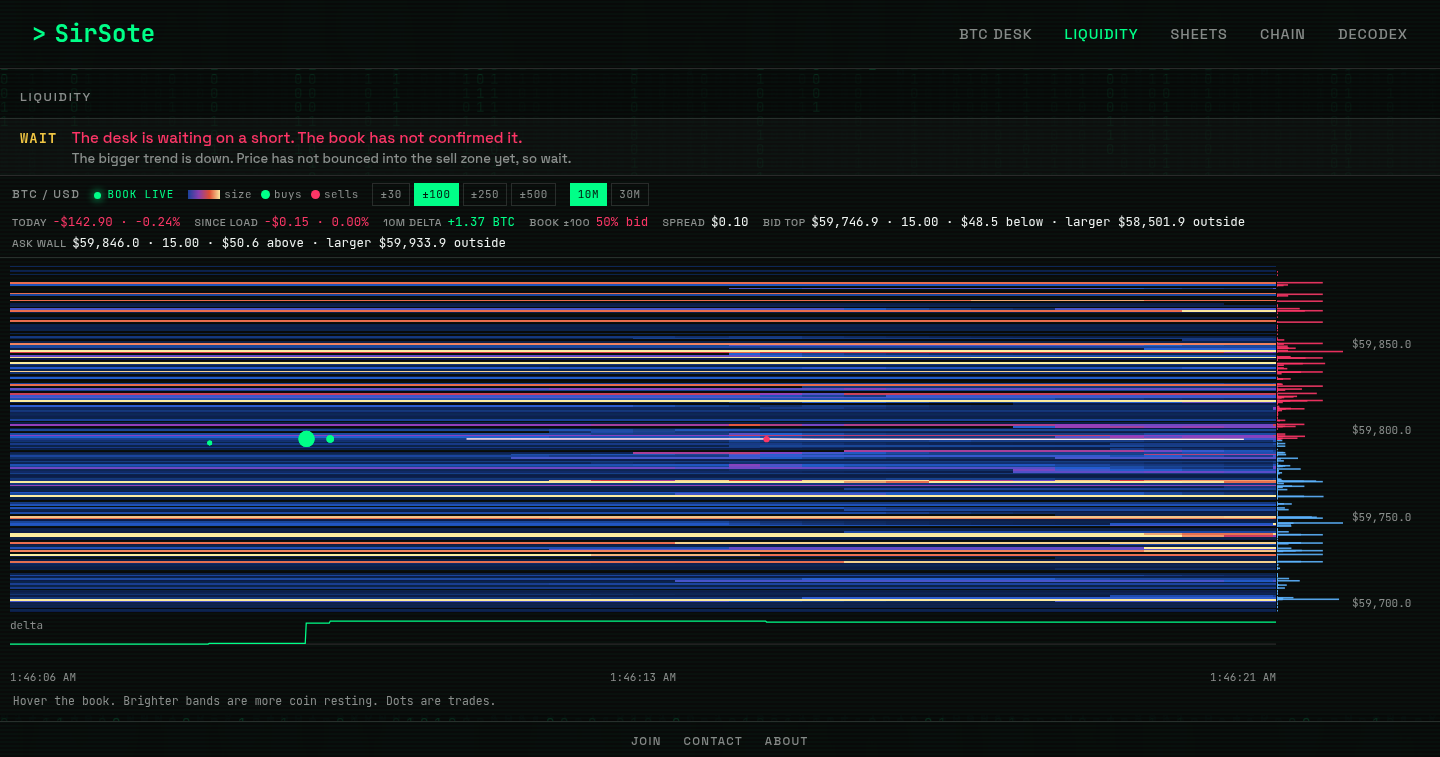 > SirSote
BTC DESK LIQUIDITY SHEETS CHAIN DECODEX
LIQUIDITY
WAIT The desk is waiting on a short. The book has not confirmed it.
The bigger trend is down. Price has not bounced into the sell zone yet, so wait.
BTC / USD BOOK LIVE size buys sells ±30 ±100 ±250 ±500 10M 30M
TODAY -$142.90 · -0.24% SINCE LOAD -$0.15 · 0.00% 10M DELTA +1.37 BTC BOOK ±100 50% bid SPREAD $0.10 BID TOP $59,746.9 · 15.00 · $48.5 below · larger $58,501.9 outside
ASK WALL $59,846.0 · 15.00 · $50.6 above · larger $59,933.9 outside
$59,850.0
$59,800.0
$59,750.0
$59,700.0
delta
1:46:06 AM 1:46:13 AM 1:46:21 AM
Hover the book. Brighter bands are more coin resting. Dots are trades.
JOIN CONTACT ABOUT